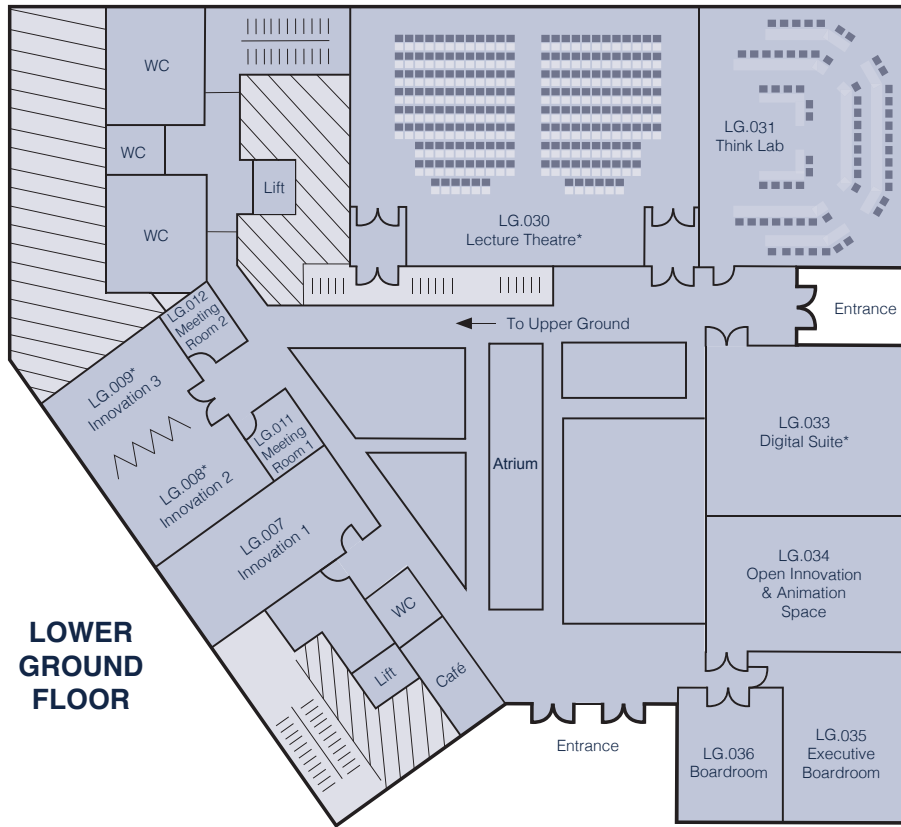 WC
WC
Lift
WC
LG.030
Lecture Theatre*
LG.031
Think Lab
Entrance
To Upper Ground
LG.012
Meeting
Room 2
LG.009*
Innovation 3
LG.011
Meeting
Room 1
LG.008*
Innovation 2
LG.007
Innovation 1
Atrium
LG.033
Digital Suite*
LG.034
Open Innovation
& Animation
Space
WC
Lift
Café
LOWER
GROUND
FLOOR
Entrance
LG.036
Boardroom
LG.035
Executive
Boardroom